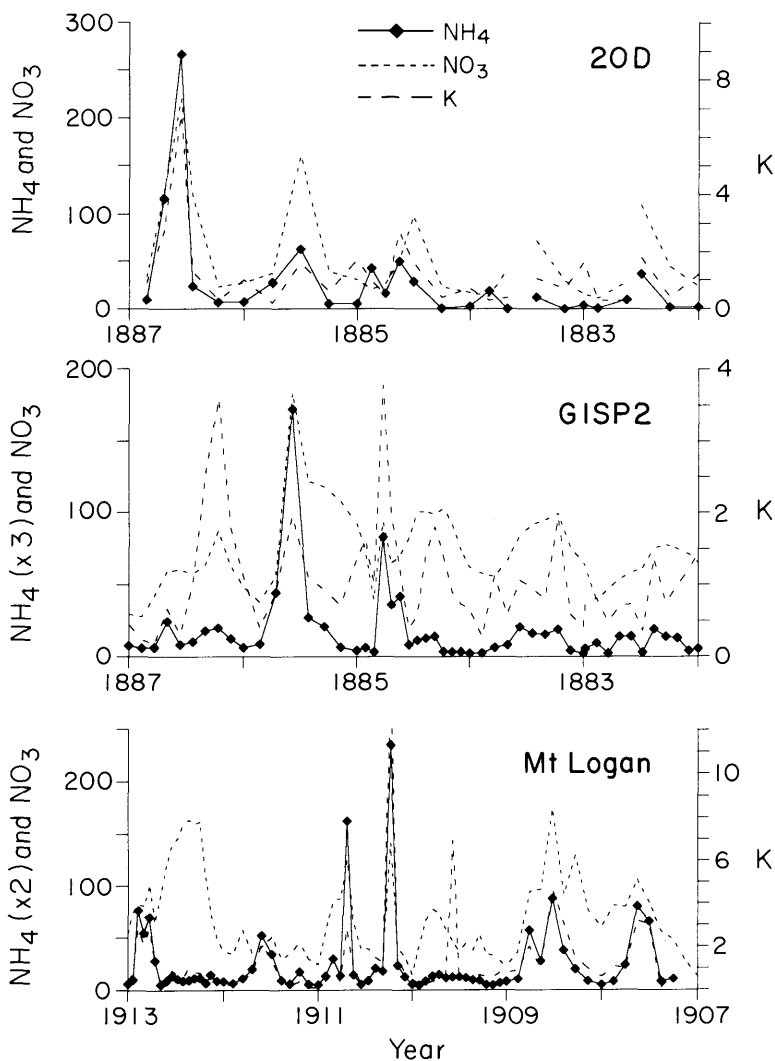 NH4
NO3
K
20D
NH4 and NO3
300
200
100
0
8
4
0
K
1887
1885
1883
GISP2
NH4 (x3) and NO3
200
100
0
4
2
0
K
1887
1885
1883
Mt Logan
NH4 (x2) and NO3
200
100
0
10
6
2
K
1913
1911
1909
1907
Year